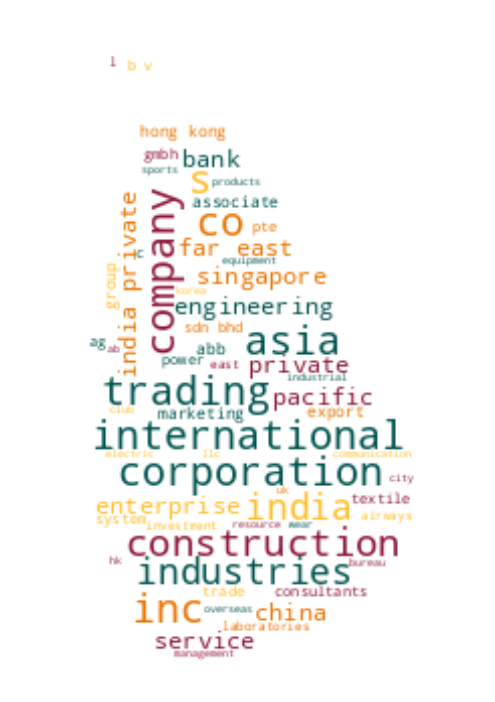 l b v
hong kong
gmbh bank
sports
s products
associate
company
india private
co pte
far east
c
equipment
group
singapore
korea
engineering
sdn bhd
asia
ag ab abb
power east private
industrial
trading pacific
club marketing export
international
electric llc communication
corporation
city
uk
enterprise india textile
system investment resource wear airways
construction
hk industries bureau
trade consultants
inc overseas china
laboratories
service
management